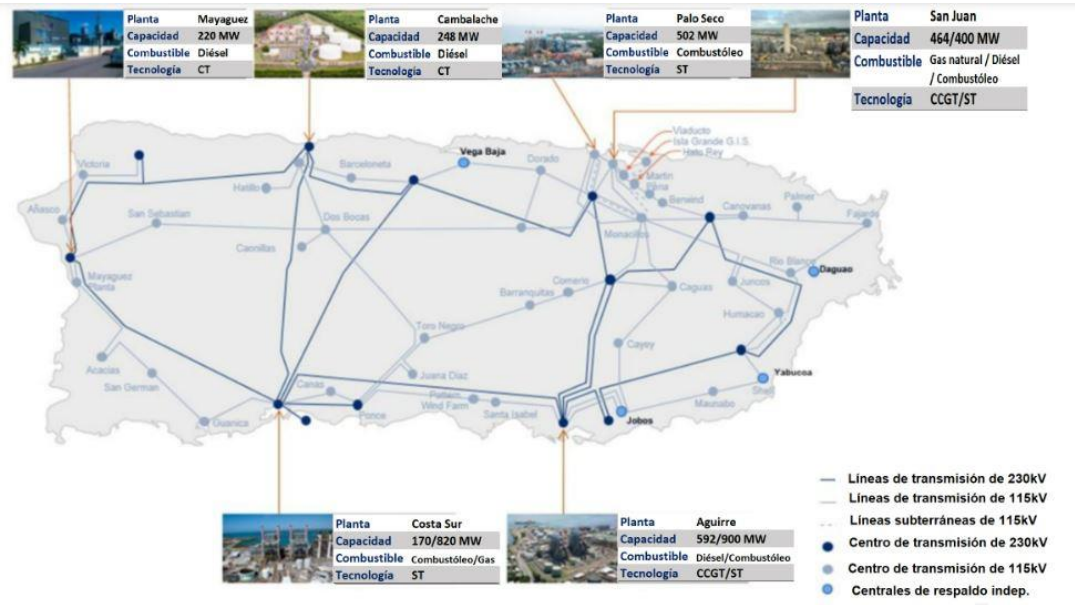 Planta Mayaguez
Capacidad 220 MW
Combustible Diésel
Tecnología CT
Planta Cambalache
Capacidad 248 MW
Combustible Diésel
Tecnología CT
Planta Palo Seco
Capacidad 502 MW
Combustible Combustóleo
Tecnología ST
Planta San Juan
Capacidad 464/400 MW
Combustible Gas natural / Diésel
/ Combustóleo
Tecnología CCGT/ST
Viaducto
Isla Grande G.I.S.
Hato Rey
Vega Baja
Victoria
Barceloneta
Dorado
Martin
Hatillo
Berwind
Palmer
Añasco
San Sebastian
Dos Bocas
Canovanas
Fajardo
Monacillos
Caonillas
Rio Blanco
Daguao
Mayaguez
Planta
Comerio
Barranquitas
Caguas
Juncos
Humacao
Toro Negro
Cayey
Acacias
San German
Juana Diaz
Yabucoa
Canas
Wind Farm
Santa Isabel
Shell
Maunabo
Guanica
Ponce
Jobos
Líneas de transmisión de 230kV
Líneas de transmisión de 115kV
Líneas subterráneas de 115kV
Centro de transmisión de 230kV
Centro de transmisión de 115kV
Centrales de respaldo indep.
Planta Costa Sur
Capacidad 170/820 MW
Combustible Combustóleo/Gas
Tecnología ST
Planta Aguirre
Capacidad 592/900 MW
Combustible Diésel/Combustóleo
Tecnología CCGT/ST